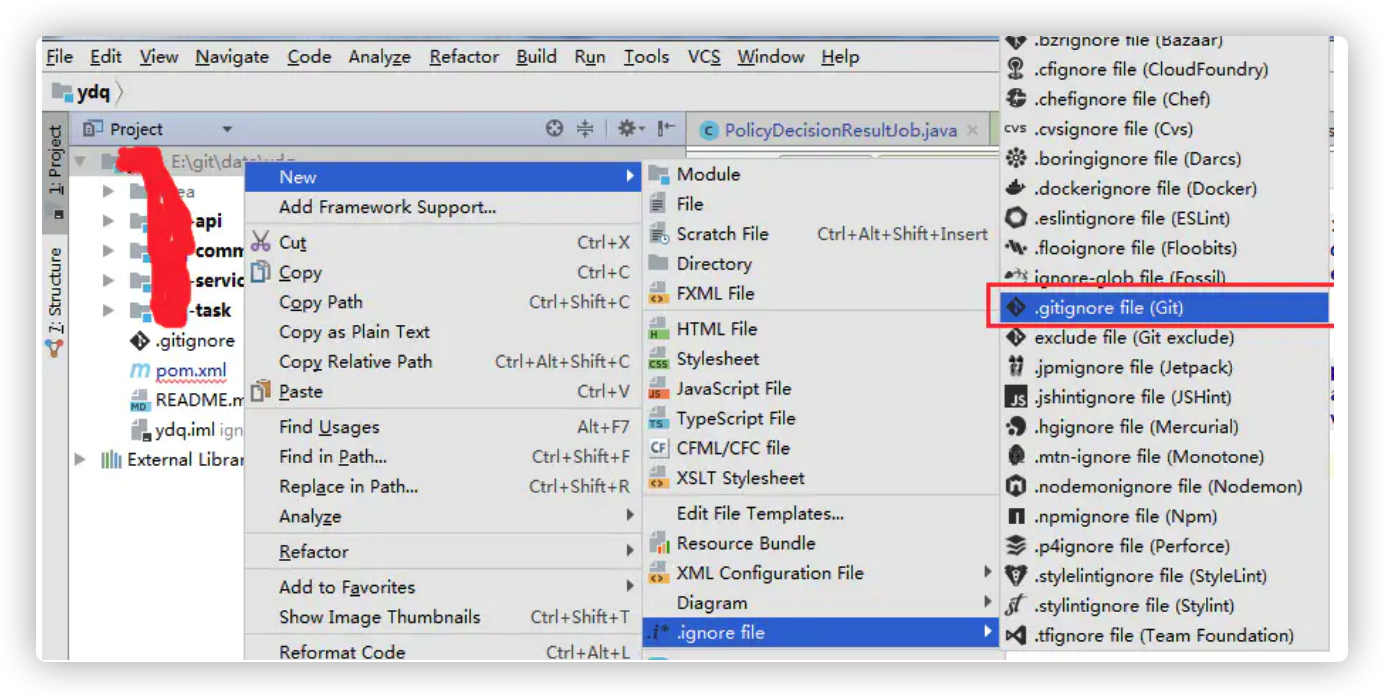 File Edit View Navigate Code Analyze Refactor Build Run Tools VCS Window Help
ydq
1: Project
7: Structure
Project
PolicyDecisionResultJob.java
E:\git\data\ydq
-api
-comm
-servic
-task
.gitignore
pom.xml
README.m
ydq.iml ign
External Librar
New
Add Framework Support...
Cut Ctrl+X
Copy Ctrl+C
Copy Path Ctrl+Shift+C
Copy as Plain Text
Copy Relative Path Ctrl+Alt+Shift+C
Paste Ctrl+V
Find Usages Alt+F7
Find in Path... Ctrl+Shift+F
Replace in Path... Ctrl+Shift+R
Analyze
Refactor
Add to Favorites
Show Image Thumbnails Ctrl+Shift+T
Reformat Code Ctrl+Alt+L
Module
File
Scratch File Ctrl+Alt+Shift+Insert
Directory
FXML File
HTML File
Stylesheet
JavaScript File
TypeScript File
CFML/CFC file
XSLT Stylesheet
Edit File Templates...
Resource Bundle
XML Configuration File
Diagram
.ignore file
.bzrignore file (Bazaar)
.cfignore file (CloudFoundry)
.chefignore file (Chef)
.cvsignore file (Cvs)
.boringignore file (Darcs)
.dockerignore file (Docker)
.eslintignore file (ESLint)
.flooignore file (Floobits)
ignore-glob file (Fossil)
.gitignore file (Git)
exclude file (Git exclude)
.jpmignore file (Jetpack)
.jshintignore file (JSHint)
.hgignore file (Mercurial)
.mtn-ignore file (Monotone)
.nodemonignore file (Nodemon)
.npmignore file (Npm)
.p4ignore file (Perforce)
.stylelintignore file (StyleLint)
.stylintignore file (Stylint)
.tfignore file (Team Foundation)